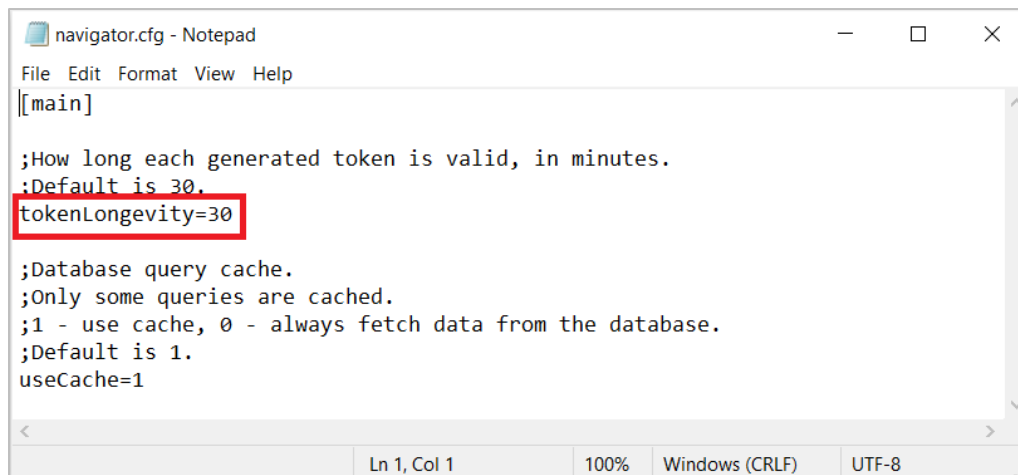 navigator.cfg - Notepad
File Edit Format View Help
[main]
;How long each generated token is valid, in minutes.
;Default is 30.
tokenLongevity=30
;Database query cache.
;Only some queries are cached.
;1 - use cache, 0 - always fetch data from the database.
;Default is 1.
useCache=1
Ln 1, Col 1 100% Windows (CRLF) UTF-8